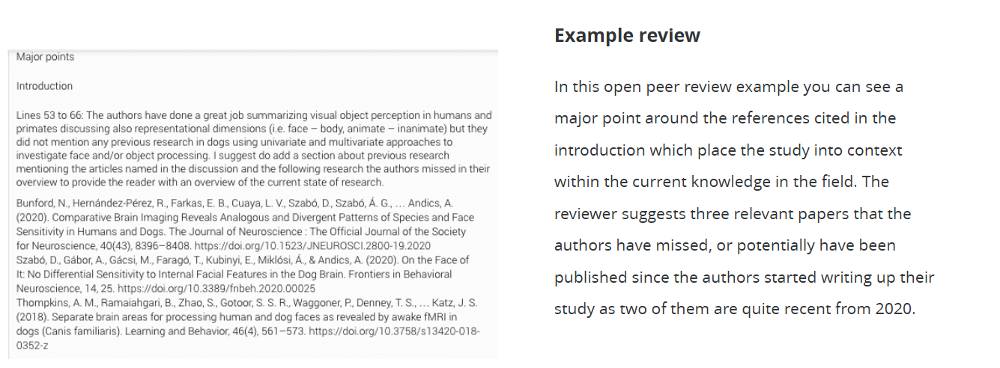 Major points
Introduction
Lines 53 to 66: The authors have done a great job summarizing visual object perception in humans and
primates discussing also representational dimensions (i.e. face – body, animate – inanimate) but they
did not mention any previous research in dogs using univariate and multivariate approaches to
investigate face and/or object processing. I suggest do add a section about previous research
mentioning the articles named in the discussion and the following research the authors missed in their
overview to provide the reader with an overview of the current state of research.
Bunford, N., Hernández-Pérez, R., Farkas, E. B., Cuaya, L. V., Szabó, D., Szabó, Á. G., … Andics, A.
(2020). Comparative Brain Imaging Reveals Analogous and Divergent Patterns of Species and Face
Sensitivity in Humans and Dogs. The Journal of Neuroscience : The Official Journal of the Society
for Neuroscience, 40(43), 8396–8408. https://doi.org/10.1523/JNEUROSCI.2800-19.2020
Szabó, D., Gábor, A., Gácsi, M., Faragó, T., Kubinyi, E., Miklósi, Á., & Andics, A. (2020). On the Face of
It: No Differential Sensitivity to Internal Facial Features in the Dog Brain. Frontiers in Behavioral
Neuroscience, 14, 25. https://doi.org/10.3389/fnbeh.2020.00025
Thompkins, A. M., Ramaiahgari, B., Zhao, S., Gotoor, S. S. R., Waggoner, P., Denney, T. S., … Katz, J. S.
(2018). Separate brain areas for processing human and dog faces as revealed by awake fMRI in
dogs (Canis familiaris). Learning and Behavior, 46(4), 561–573. https://doi.org/10.3758/s13420-018-
0352-z
Example review
In this open peer review example you can see a
major point around the references cited in the
introduction which place the study into context
within the current knowledge in the field. The
reviewer suggests three relevant papers that the
authors have missed, or potentially have been
published since the authors started writing up their
study as two of them are quite recent from 2020.